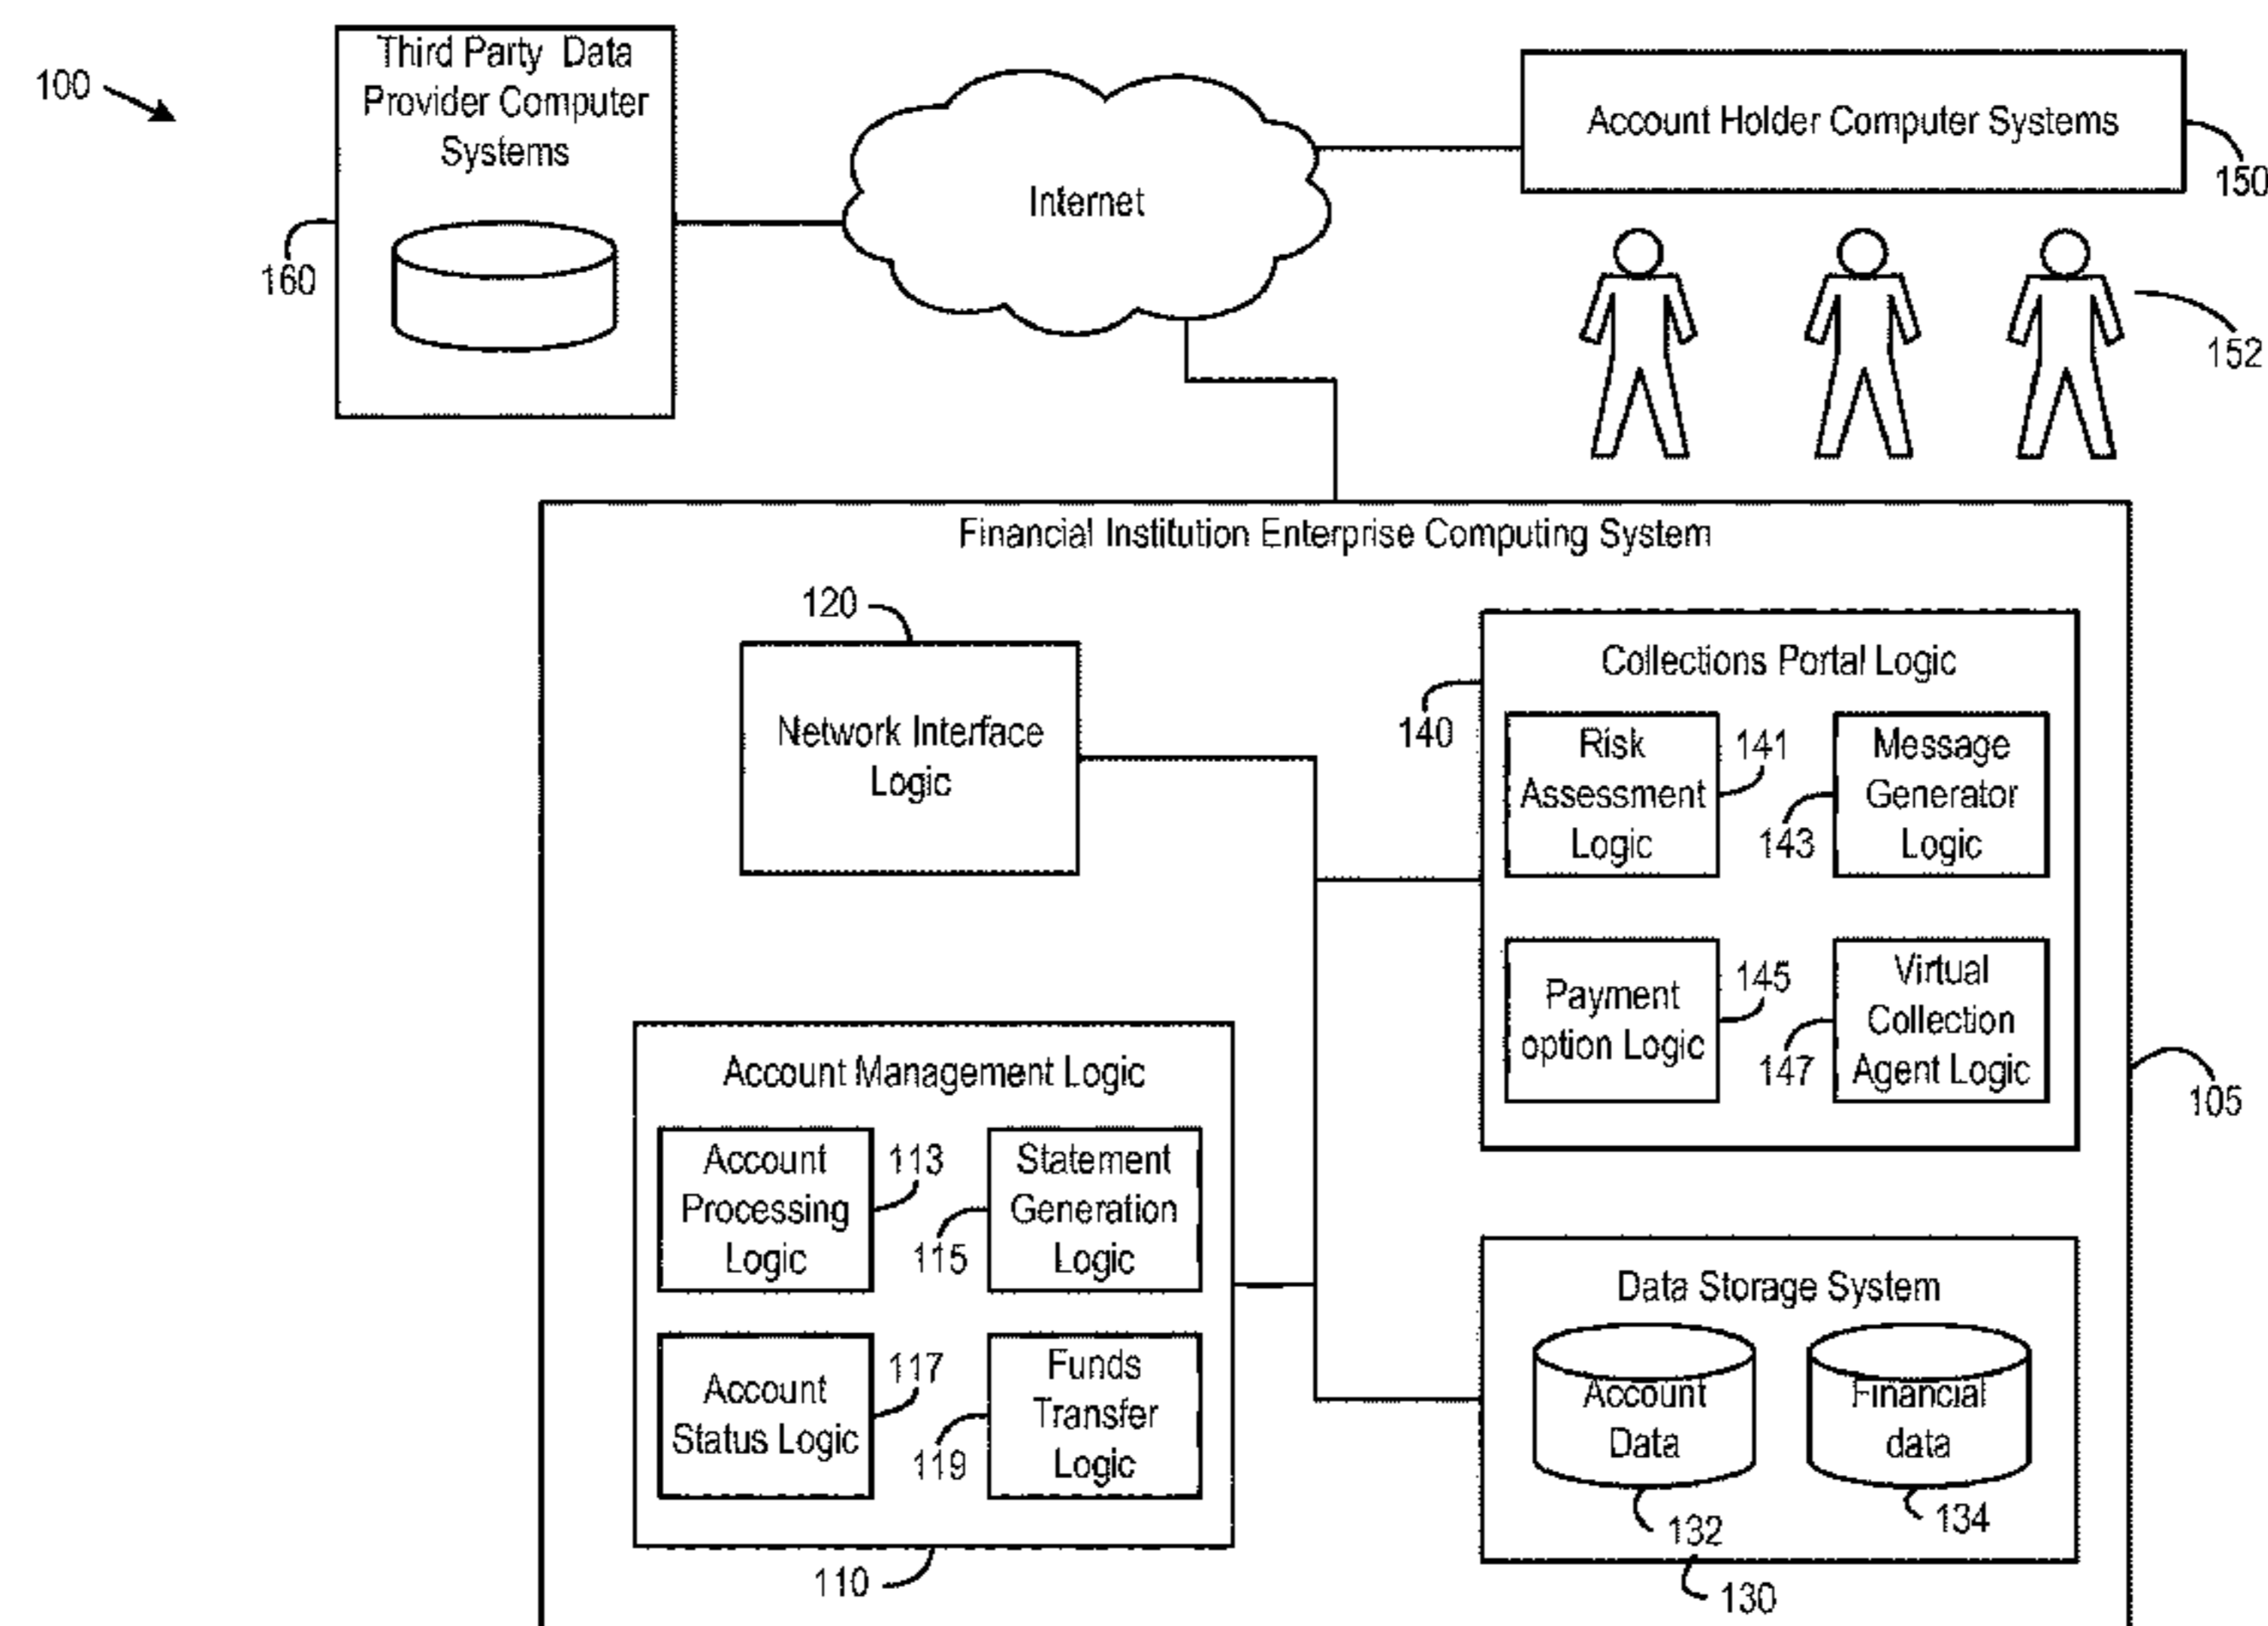 100
Third Party Data
Provider Computer
Systems
160
Internet
Account Holder Computer Systems
150
152
Financial Institution Enterprise Computing System
120
Network Interface
Logic
Collections Portal Logic
140
Risk
Assessment
Logic
141
Message
Generator
Logic
143
Payment
option Logic
145
Virtual
Collection
Agent Logic
147
105
Account Management Logic
Account
Processing
Logic
113
Statement
Generation
Logic
115
Account
Status Logic
117
Funds
Transfer
Logic
119
110
Data Storage System
Account
Data
132
Financial
data
134
130